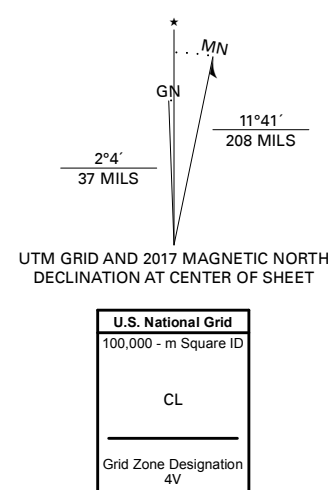 ★
MN
GN
11°41´
208 MILS
2°4´
37 MILS
UTM GRID AND 2017 MAGNETIC NORTH
DECLINATION AT CENTER OF SHEET
U.S. National Grid
100,000 - m Square ID
CL
Grid Zone Designation
4V